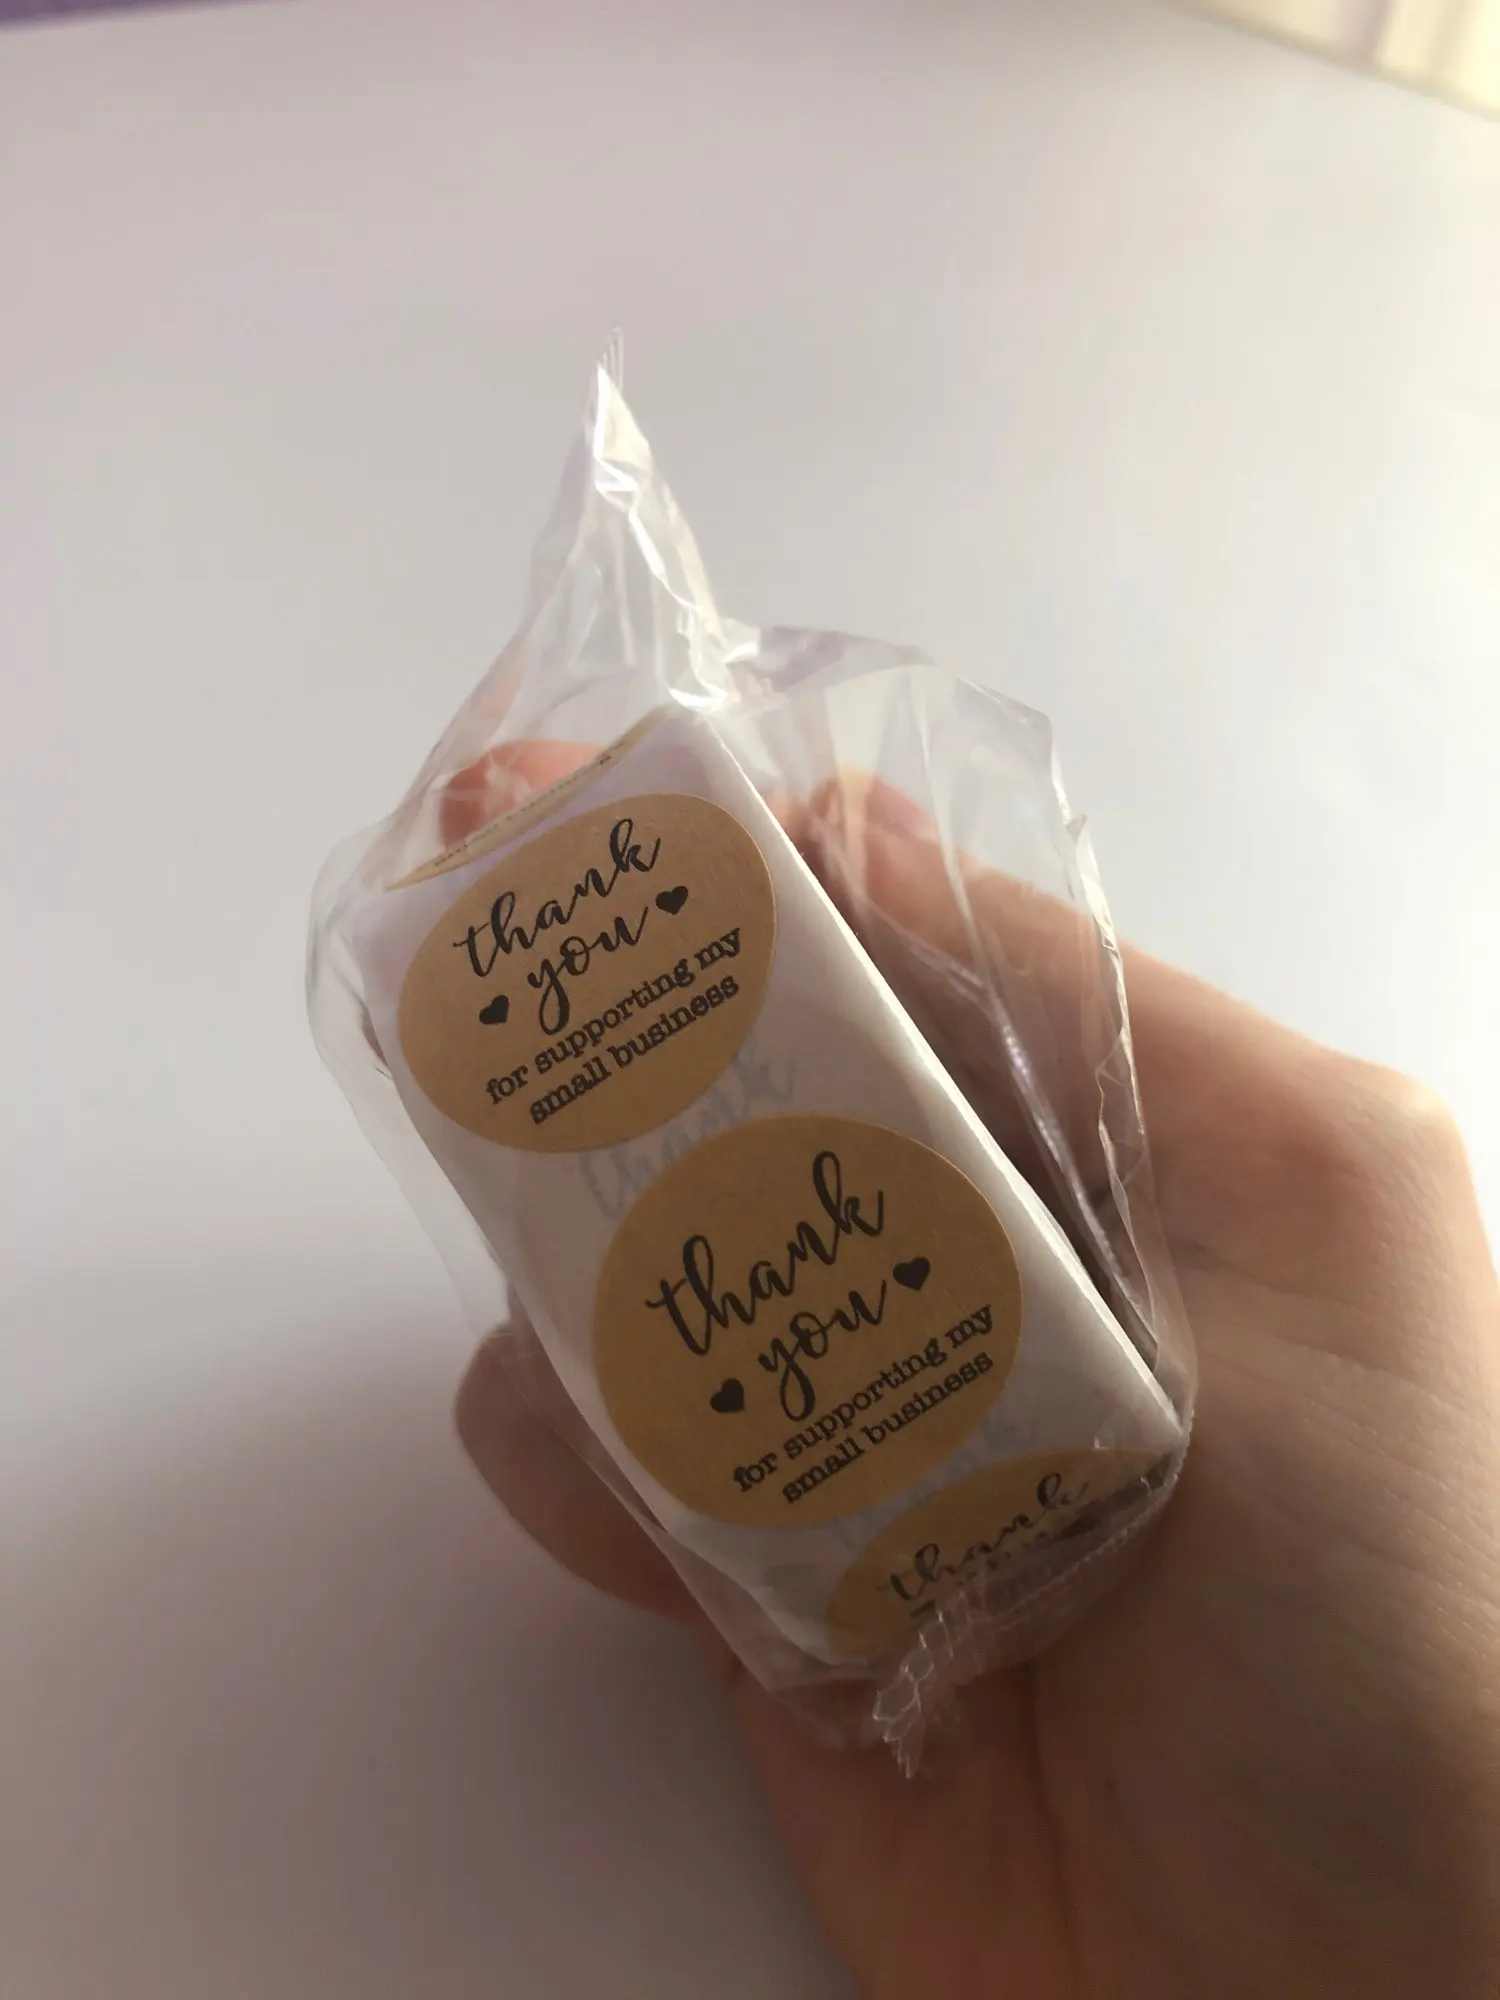 thank
you
for supporting my
small business
thank
you
for supporting my
small business
thank